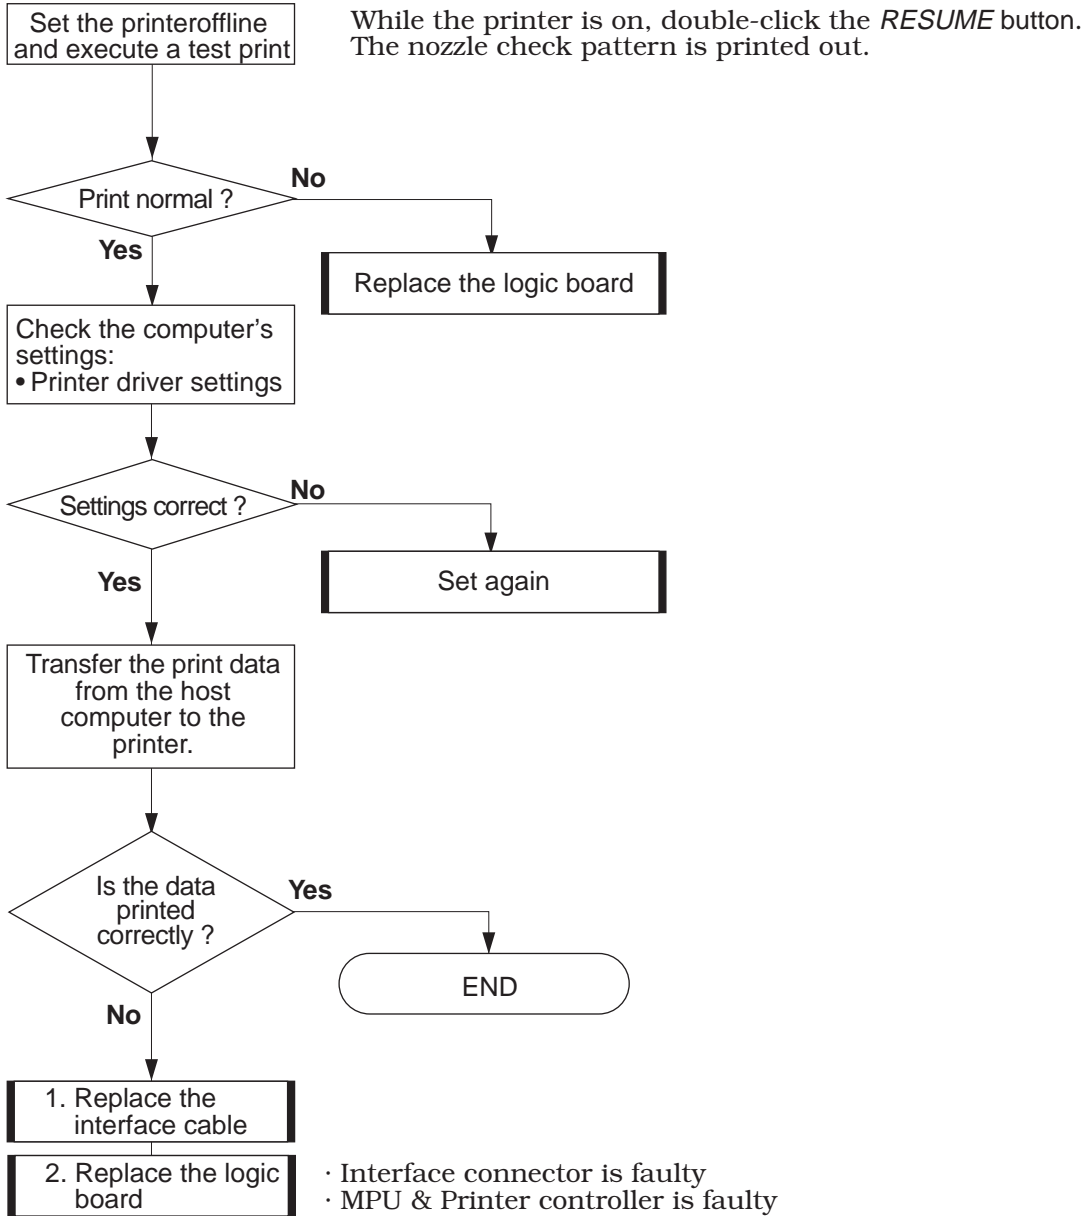 Set the printeroffline
and execute a test print
While the printer is on, double-click the RESUME button.
The nozzle check pattern is printed out.
Print normal ?
No
Yes
Replace the logic board
Check the computer’s
settings:
• Printer driver settings
Settings correct ?
No
Yes
Set again
Transfer the print data
from the host
computer to the
printer.
Is the data
printed
correctly ?
Yes
END
No
1. Replace the
interface cable
2. Replace the logic
board
· Interface connector is faulty
· MPU & Printer controller is faulty